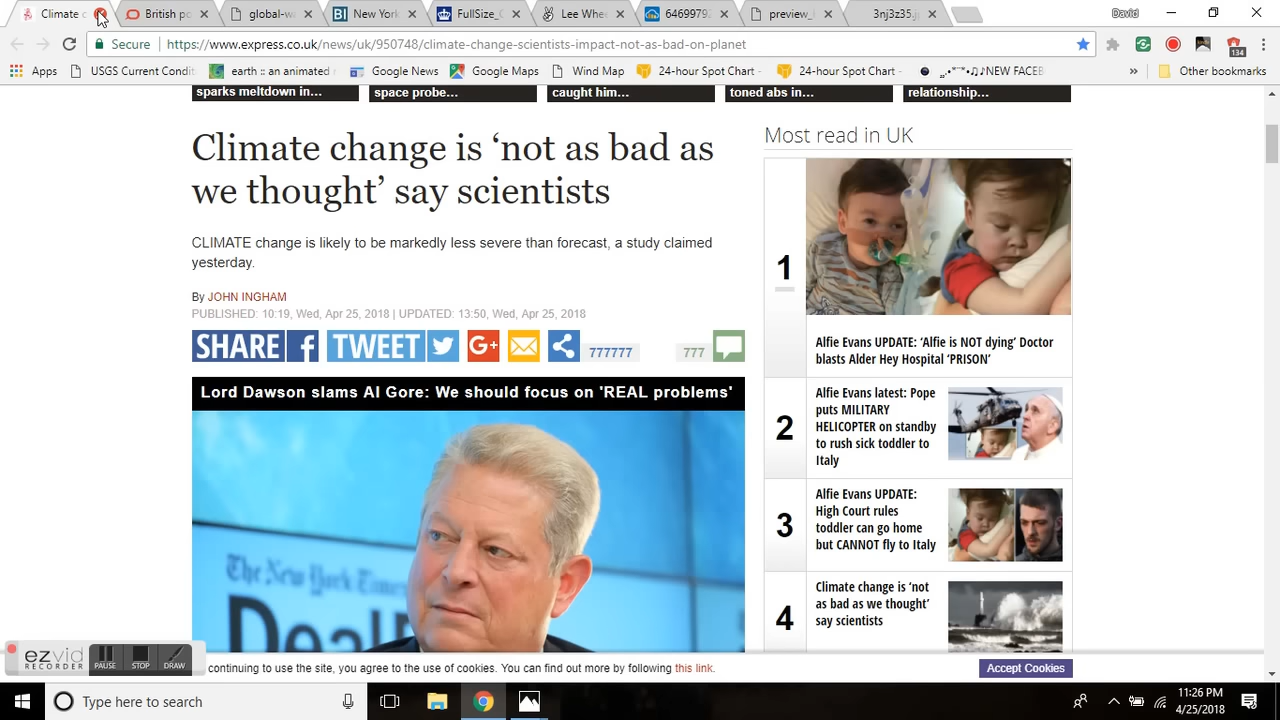 Climate c
British po
global-wa
New York
FullSize_
Lee Whee
6469979
preview_
3nj3z35.j
David
Secure
https://www.express.co.uk/news/uk/950748/climate-change-scientists-impact-not-as-bad-on-planet
134
Apps
USGS Current Condit
earth :: an animated
Google News
Google Maps
Wind Map
24-hour Spot Chart -
24-hour Spot Chart -
NEW FACEB
»
Other bookmarks
sparks meltdown in...
space probe...
caught him...
toned abs in...
relationship...
Climate change is ‘not as bad as
we thought’ say scientists
CLIMATE change is likely to be markedly less severe than forecast, a study claimed
yesterday.
By JOHN INGHAM
PUBLISHED: 10:19, Wed, Apr 25, 2018 | UPDATED: 13:50, Wed, Apr 25, 2018
SHARE f TWEET G+ 777777 777
Lord Dawson slams Al Gore: We should focus on 'REAL problems'
The New York Times
Deal
Most read in UK
1
Alfie Evans UPDATE: ‘Alfie is NOT dying’ Doctor
blasts Alder Hey Hospital ‘PRISON’
2
Alfie Evans latest: Pope
puts MILITARY
HELICOPTER on standby
to rush sick toddler to
Italy
3
Alfie Evans UPDATE:
High Court rules
toddler can go home
but CANNOT fly to Italy
4
Climate change is ‘not
as bad as we thought’
say scientists
ezvid
RECORDER
PAUSE
STOP
DRAW
continuing to use the site, you agree to the use of cookies. You can find out more by following this link.
Accept Cookies
Type here to search
11:26 PM
4/25/2018